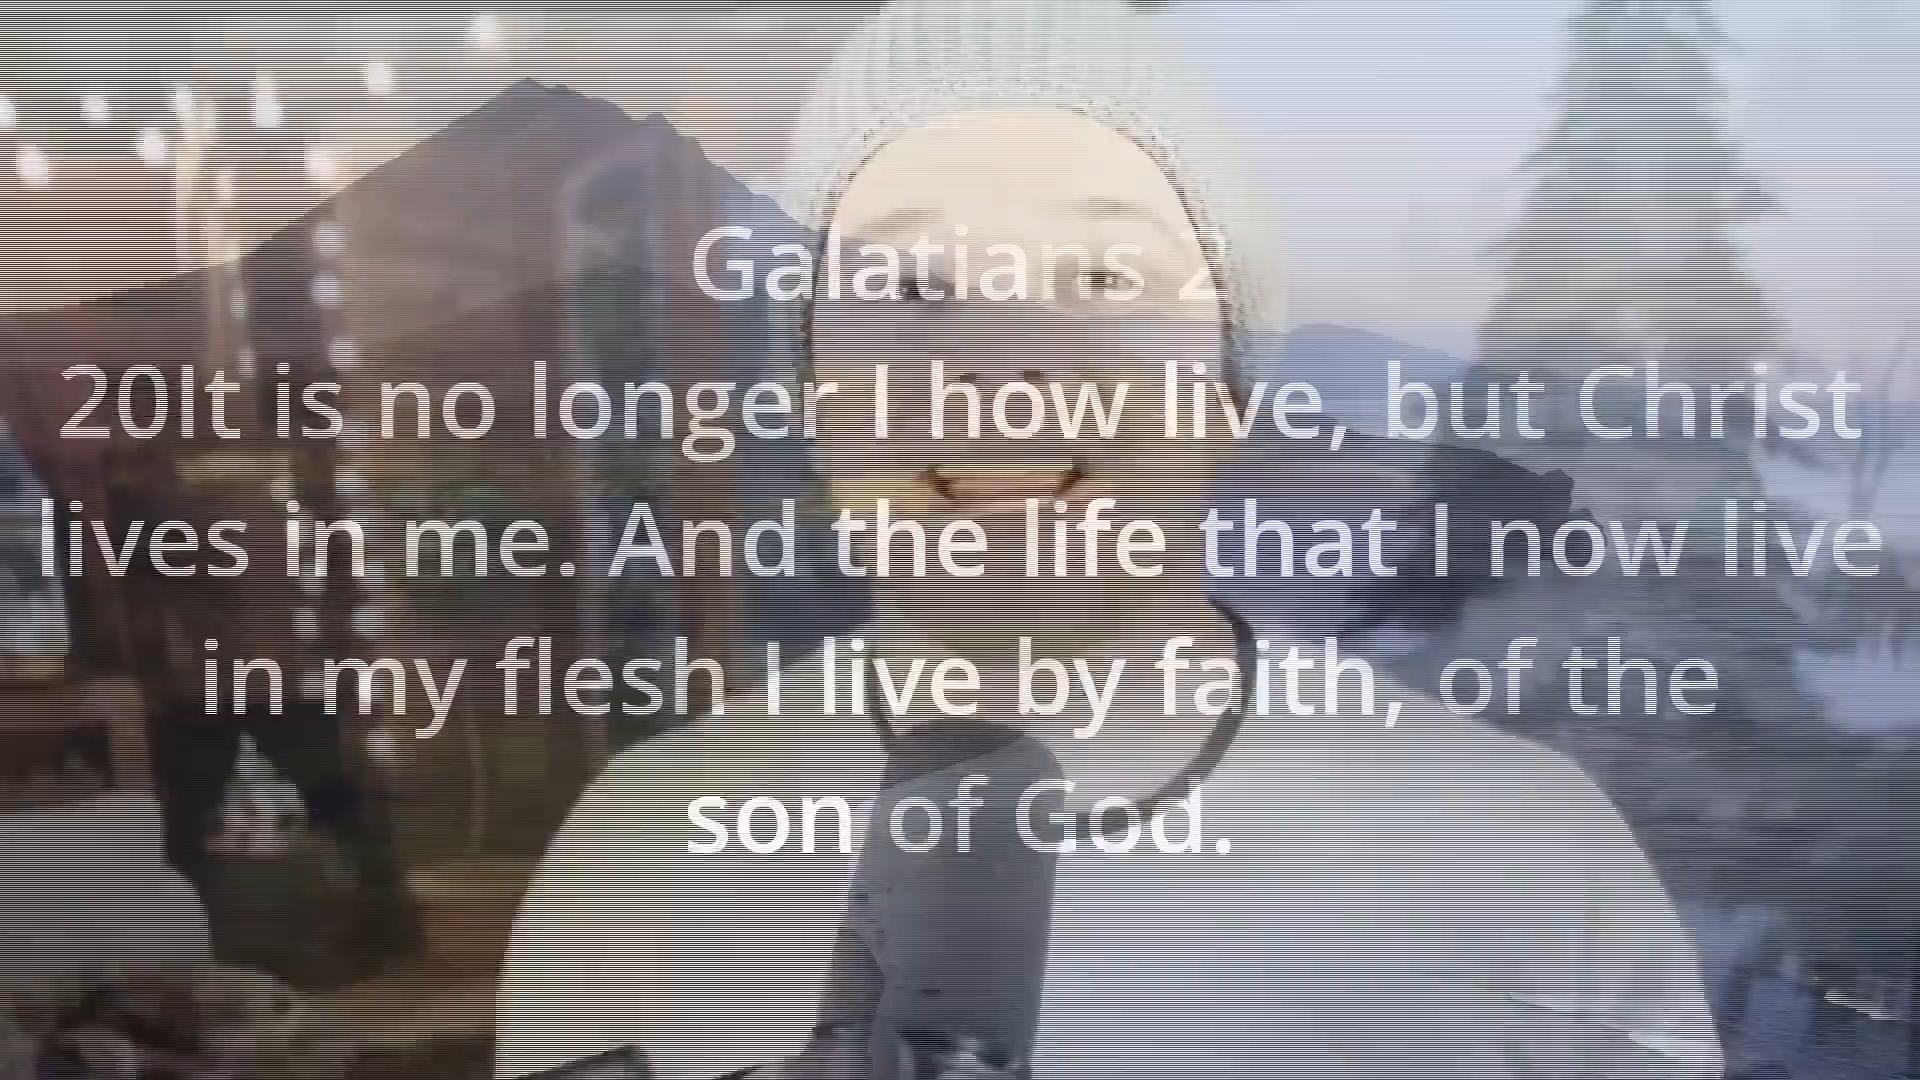 Galatians 2
20It is no longer I how live, but Christ
lives in me. And the life that I now live
in my flesh I live by faith, of the
son of God.